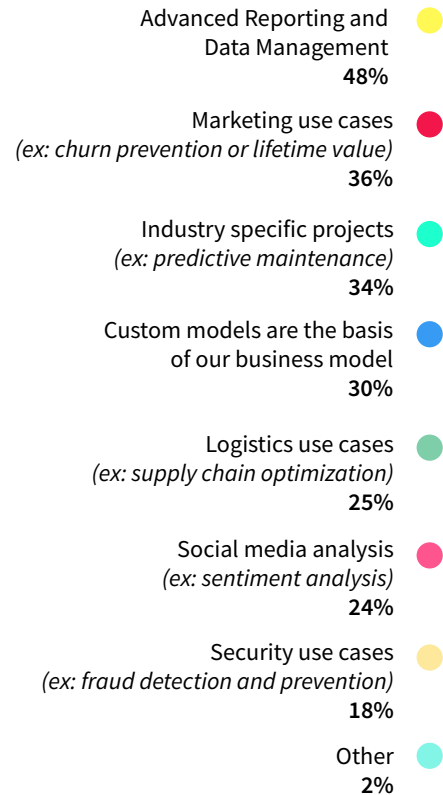 Advanced Reporting and
Data Management
48%
Marketing use cases
(ex: churn prevention or lifetime value)
36%
Industry specific projects
(ex: predictive maintenance)
34%
Custom models are the basis
of our business model
30%
Logistics use cases
(ex: supply chain optimization)
25%
Social media analysis
(ex: sentiment analysis)
24%
Security use cases
(ex: fraud detection and prevention)
18%
Other
2%